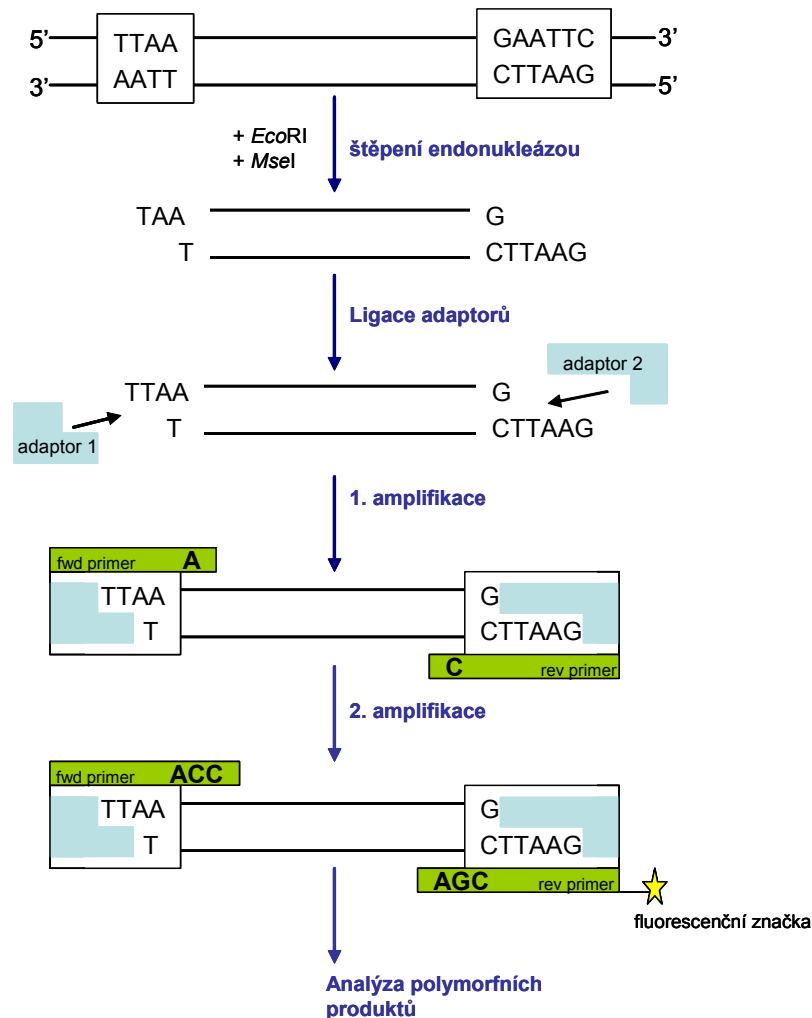 5' TTAA GAATTC 3'
3' AATT CTTAAG 5'
+ EcoRI
+ MseI
štěpení endonukleázou
TAA G
T CTTAAG
Ligace adaptorů
adaptor 2
TTAA G
adaptor 1
T CTTAAG
1. amplifikace
fwd primer A
TTAA G
T CTTAAG
C rev primer
2. amplifikace
fwd primer ACC
TTAA G
T CTTAAG
AGC rev primer
fluorescenční značka
Analýza polymorfních
produktů